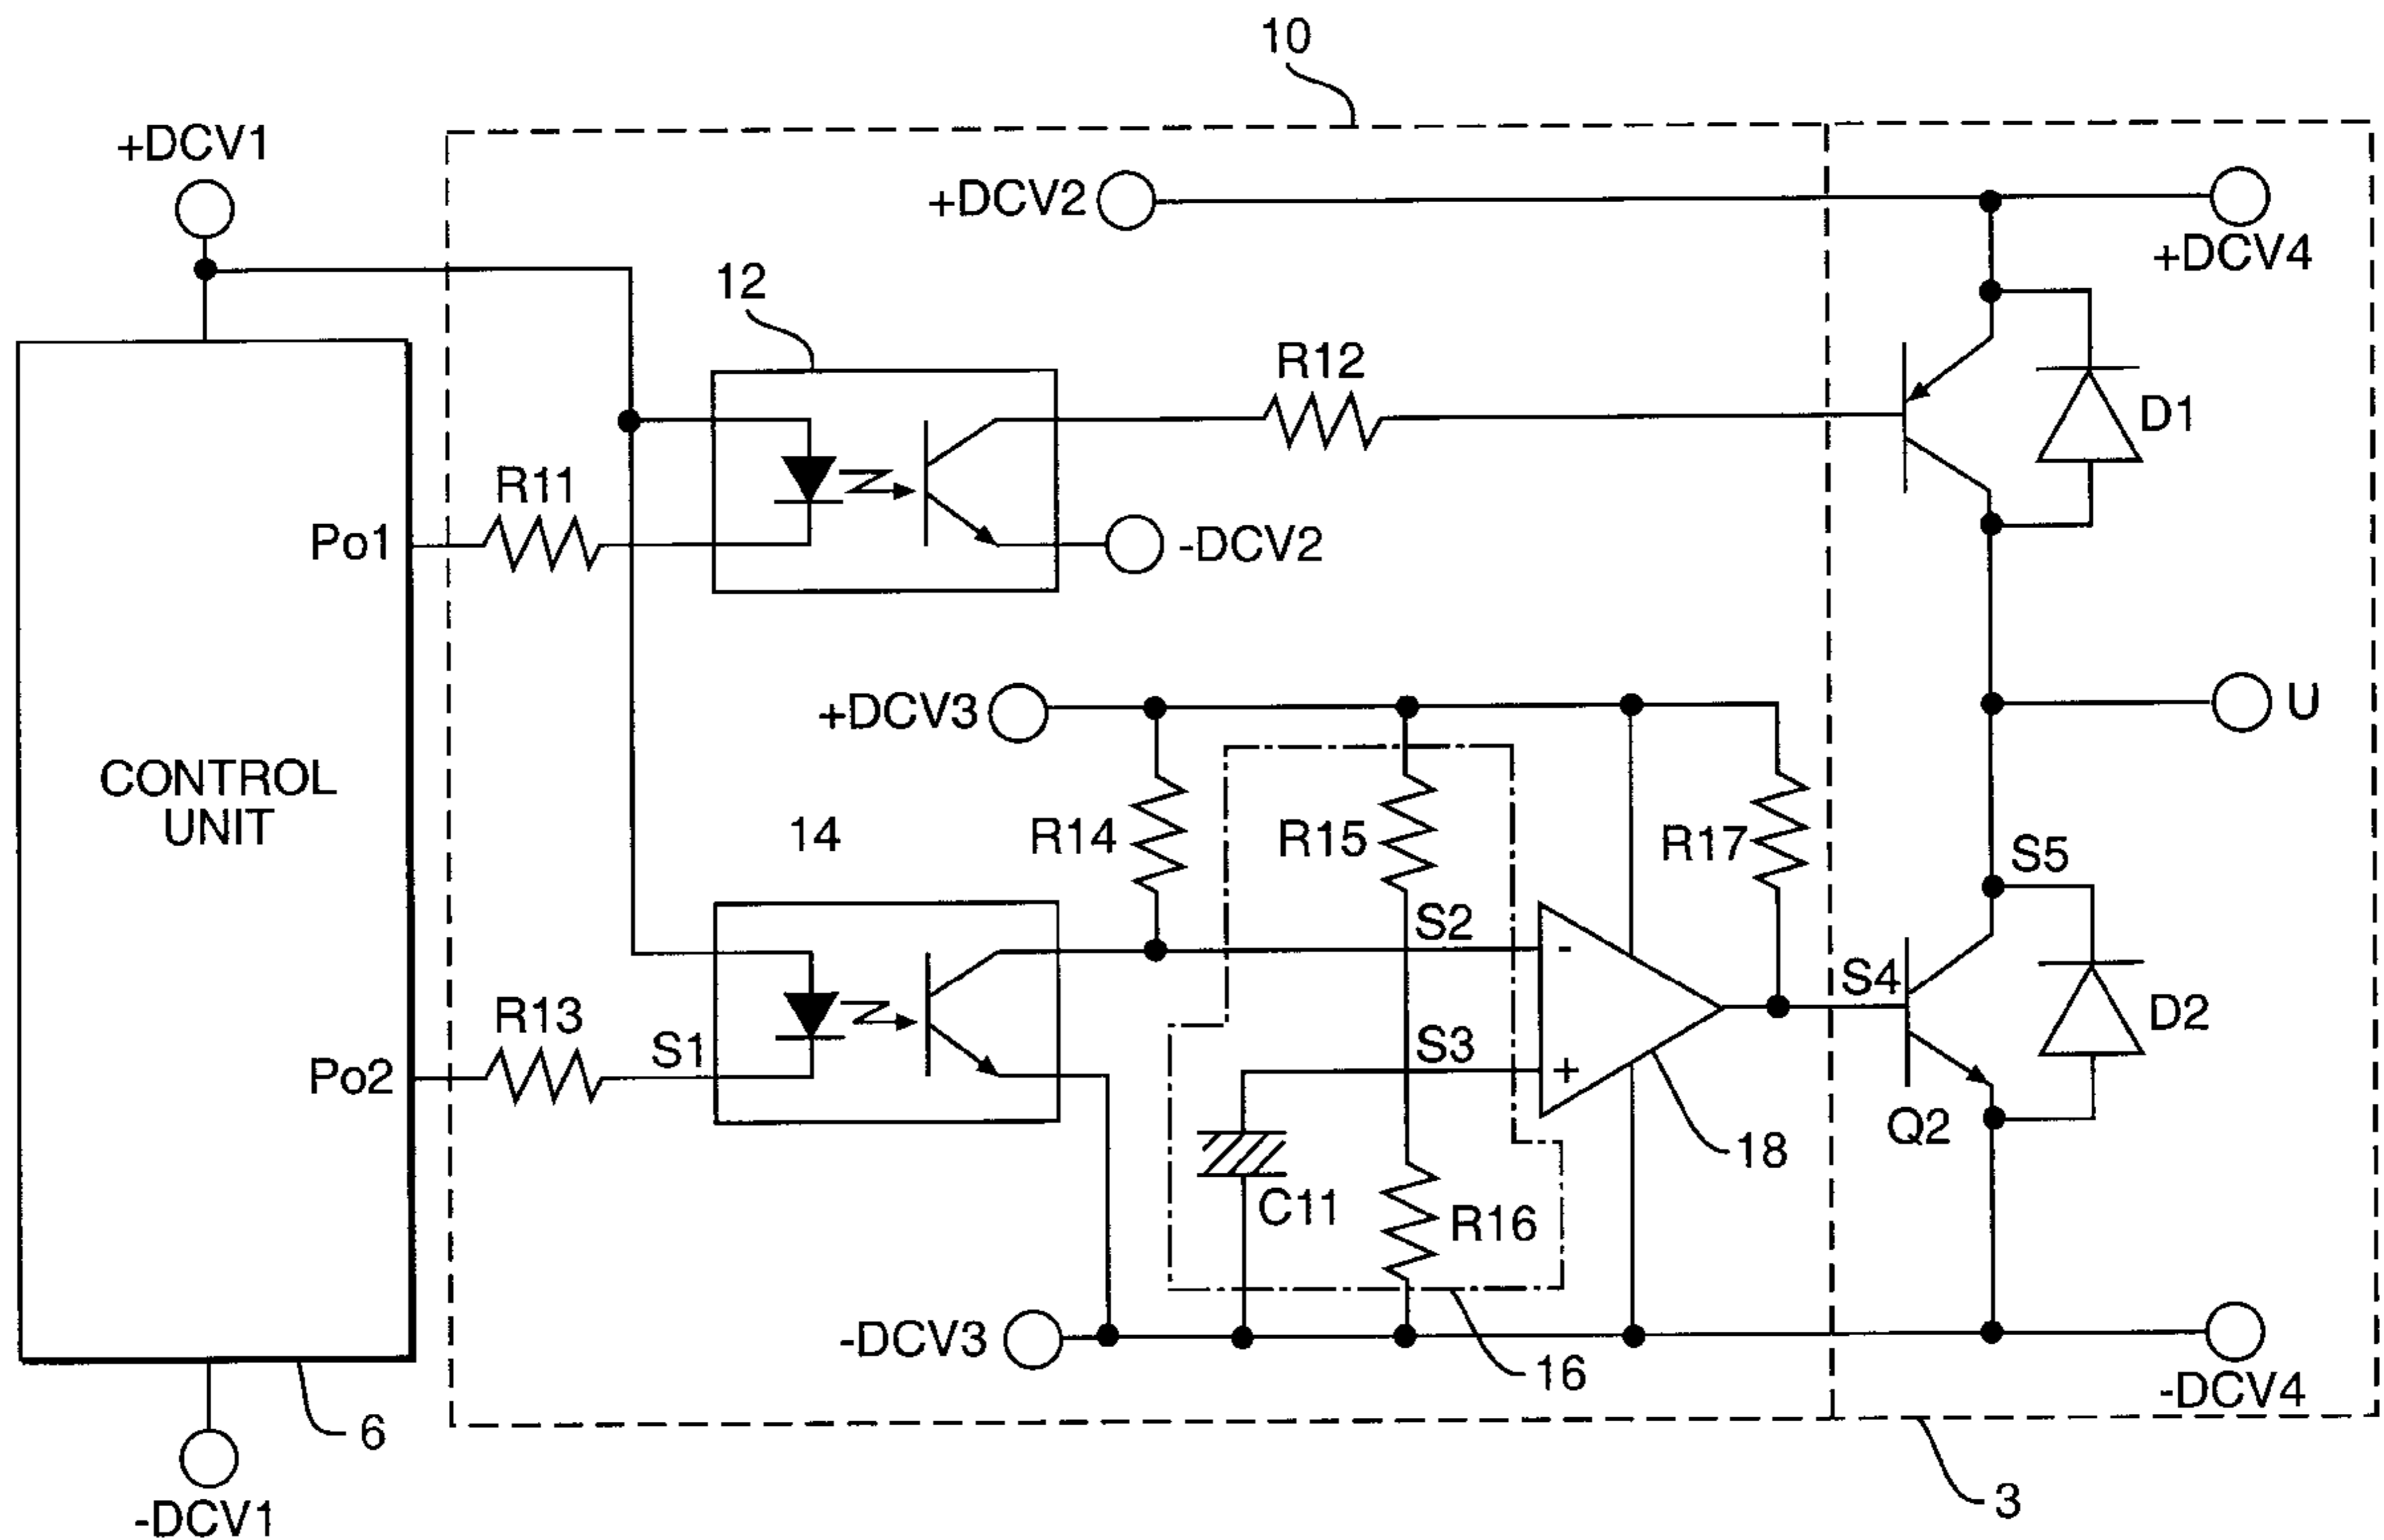 10
+DCV1
+DCV2
+DCV4
12
R12
D1
R11
Po1
-DCV2
+DCV3
U
CONTROL
UNIT
14
R14
R15
R17
S5
S2
-
S4
R13
S1
S3
D2
Po2
+
Q2
18
C11
R16
-DCV3
16
-DCV4
6
3
-DCV1